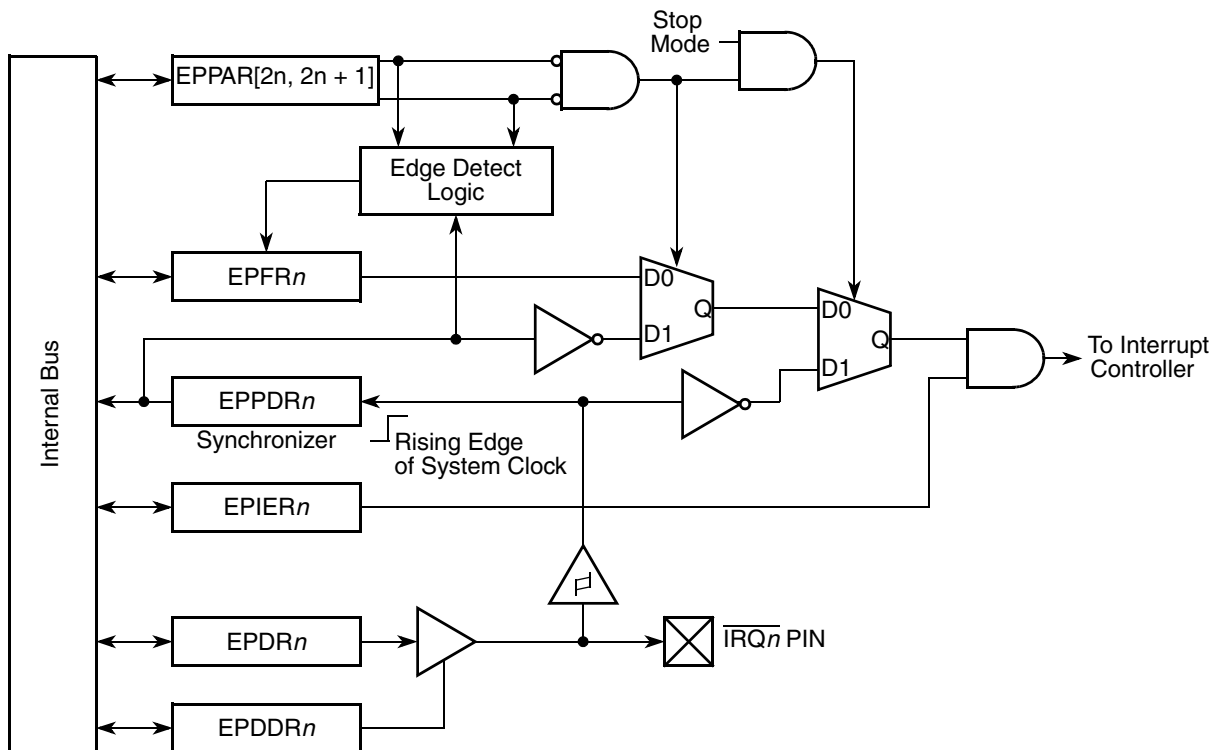 Stop
Mode
EPPAR[2n, 2n + 1]
Edge Detect
Logic
EPFRn
D0
Q
D1
D0
Q
D1
To Interrupt
Controller
Internal Bus
EPPDRn
Synchronizer
Rising Edge
of System Clock
EPIERn
EPDRn
IRQn PIN
EPDDRn